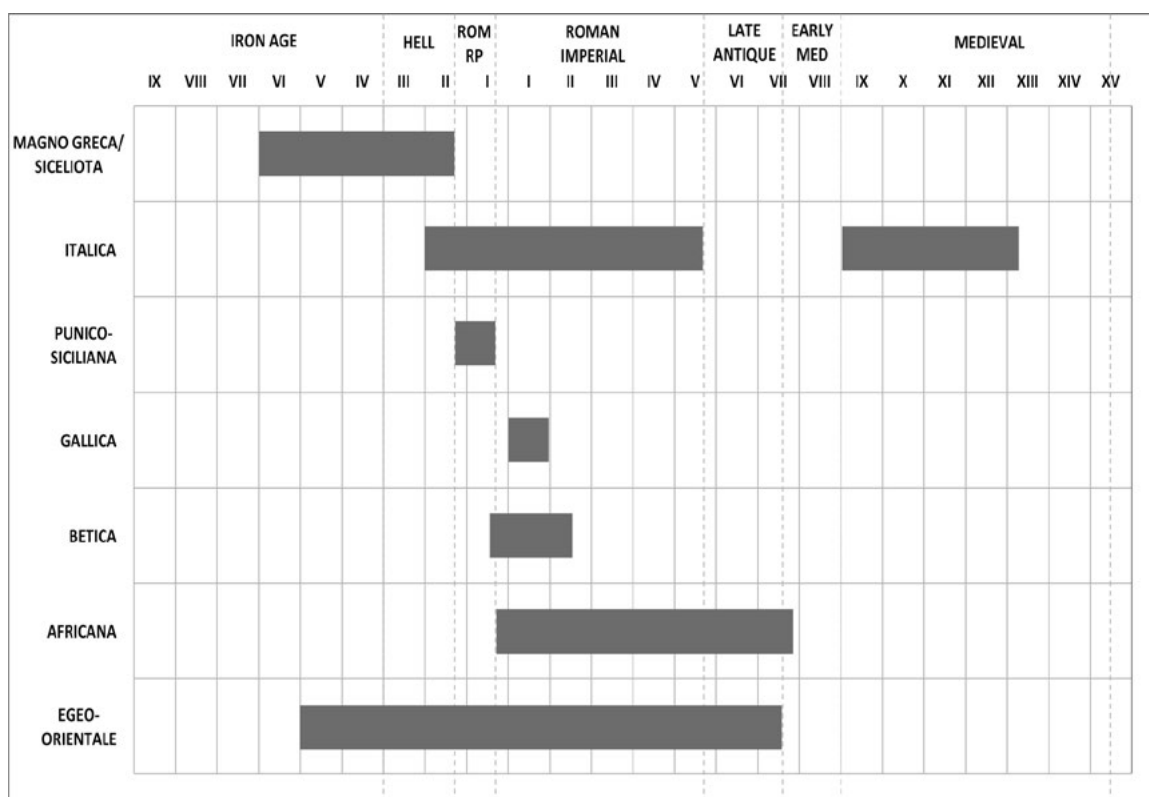 IRON AGE
HELL
ROM
RP
ROMAN
IMPERIAL
LATE
ANTIQUE
EARLY
MED
MEDIEVAL
IX VIII VII VI V IV III II I I II III IV V VI VII VIII IX X XI XII XIII XIV XV
MAGNO GRECA/
SICELIOTA
ITALICA
PUNICO-
SICILIANA
GALLICA
BETICA
AFRICANA
EGEO-
ORIENTALE